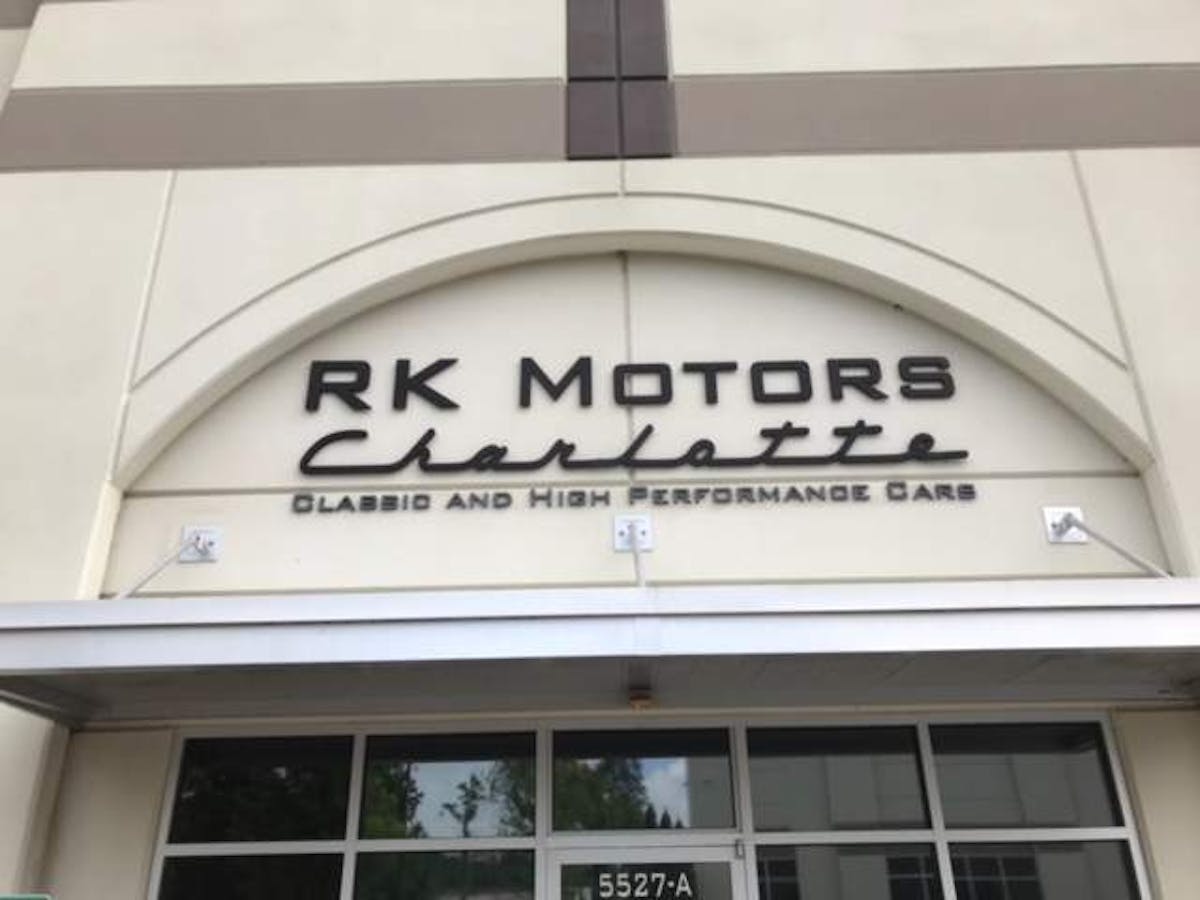 RK MOTORS
Charlotte
CLASSIC AND HIGH PERFORMANCE CARS
5527-A